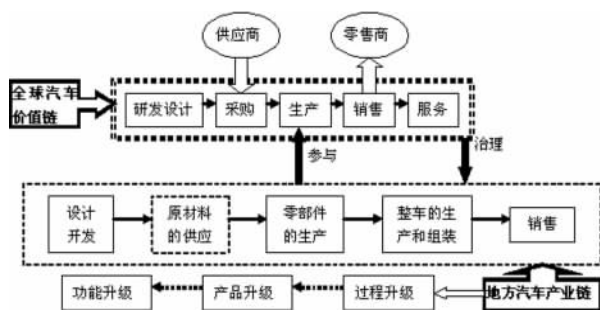 供应商
零售商
全球汽车
价值链
研发设计
采购
生产
销售
服务
参与
治理
设计
开发
原材料
的供应
零部件
的生产
整车的生
产和组装
销售
功能升级
产品升级
过程升级
地方汽车产业链